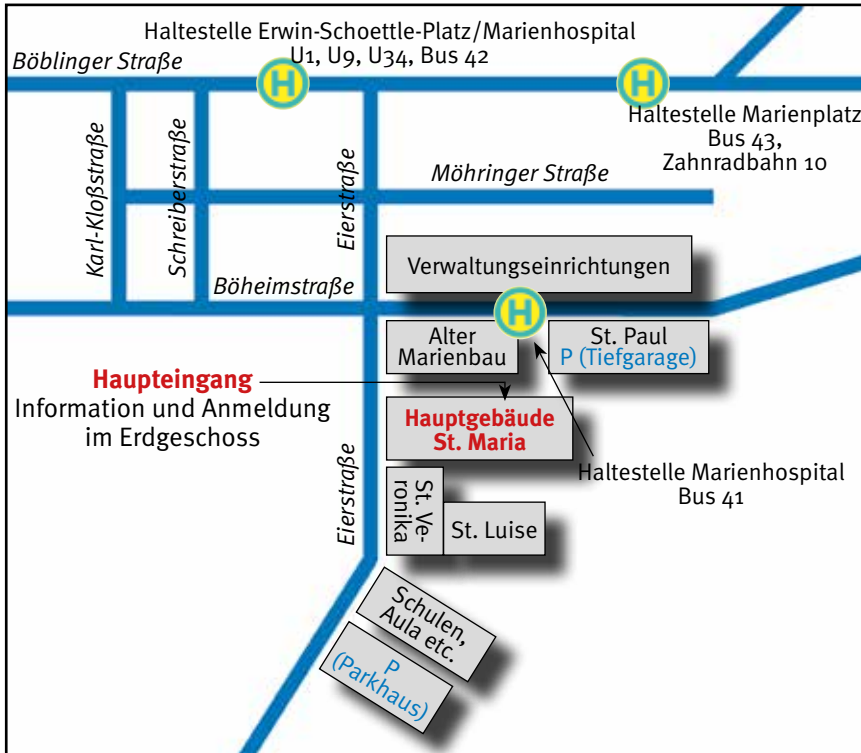 Haltestelle Erwin-Schoettle-Platz/Marienhospital
U1, U9, U34, Bus 42
Böblinger Straße
H
H
Haltestelle Marienplatz
Bus 43,
Zahnradbahn 10
Karl-Kloßstraße
Schreiberstraße
Eierstraße
Möhringer Straße
Verwaltungseinrichtungen
Böheimstraße
H
Alter
Marienbau
St. Paul
P (Tiefgarage)
Haupteingang
Information und Anmeldung
im Erdgeschoss
Hauptgebäude
St. Maria
Haltestelle Marienhospital
Bus 41
Eierstraße
St. Ve-
ronika
St. Luise
Schulen,
Aula etc.
P
(Parkhaus)